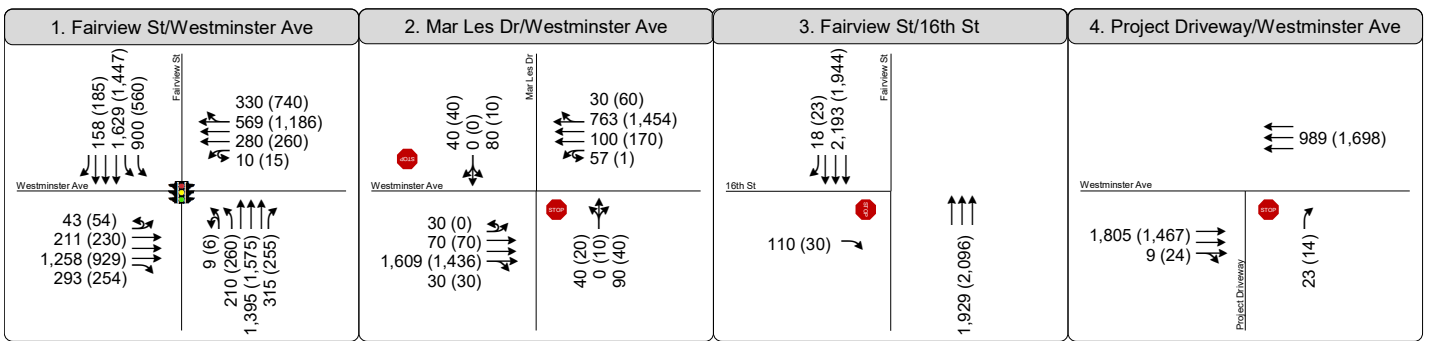 1. Fairview St/Westminster Ave
158 (185)
1,629 (1,447)
900 (560)
Fairview St
330 (740)
569 (1,186)
280 (260)
10 (15)
Westminster Ave
43 (54)
211 (230)
1,258 (929)
293 (254)
9 (6)
210 (260)
1,395 (1,575)
315 (255)
2. Mar Les Dr/Westminster Ave
40 (40)
0 (0)
80 (10)
Mar Les Dr
30 (60)
763 (1,454)
100 (170)
57 (1)
STOP
Westminster Ave
STOP
30 (0)
70 (70)
1,609 (1,436)
30 (30)
40 (20)
0 (10)
90 (40)
3. Fairview St/16th St
18 (23)
2,193 (1,944)
Fairview St
16th St
STOP
110 (30)
1,929 (2,096)
4. Project Driveway/Westminster Ave
989 (1,698)
Westminster Ave
STOP
1,805 (1,467)
9 (24)
Project Driveway
23 (14)